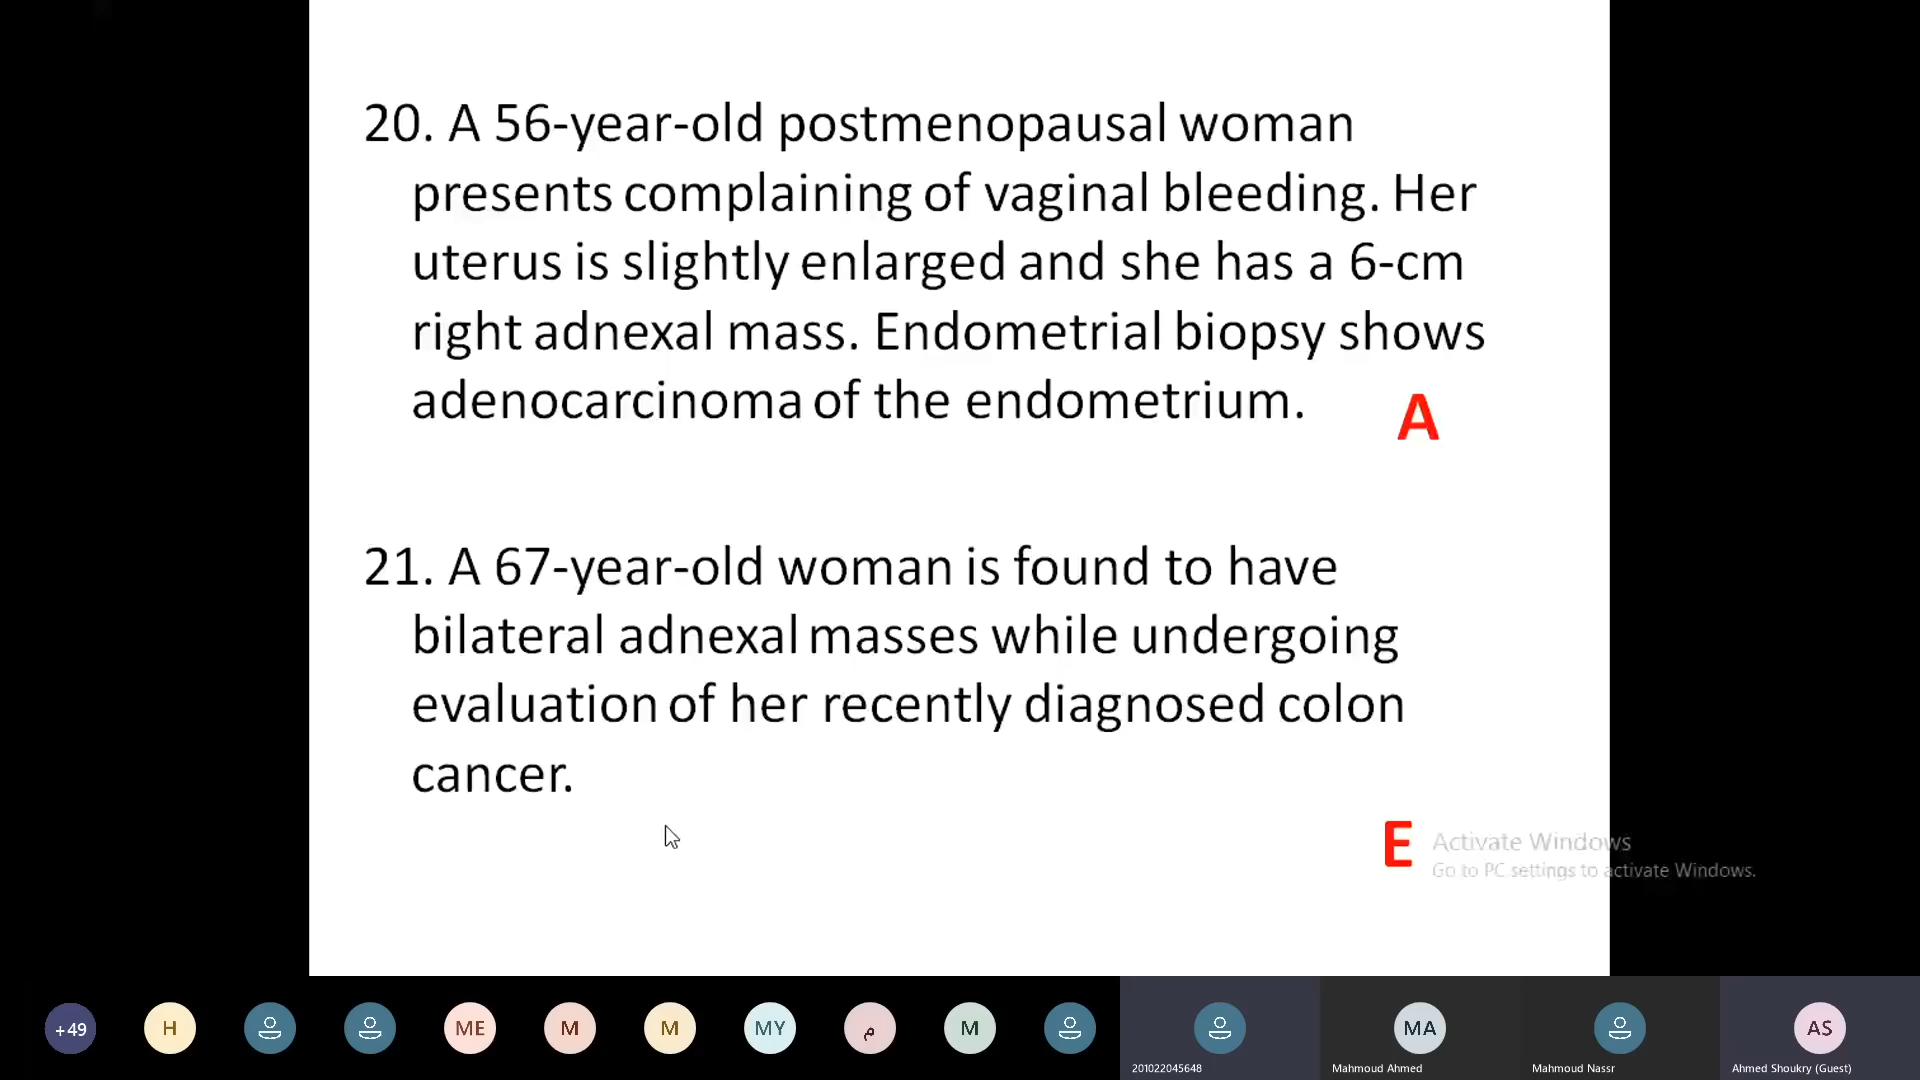 20. A 56-year-old postmenopausal woman
presents complaining of vaginal bleeding. Her
uterus is slightly enlarged and she has a 6-cm
right adnexal mass. Endometrial biopsy shows
adenocarcinoma of the endometrium.
A
21. A 67-year-old woman is found to have
bilateral adnexal masses while undergoing
evaluation of her recently diagnosed colon
cancer.
E
Activate Windows
Go to PC settings to activate Windows.
+49 H ME M M MY م M MA AS
201022045648 Mahmoud Ahmed Mahmoud Nassr Ahmed Shoukry (Guest)